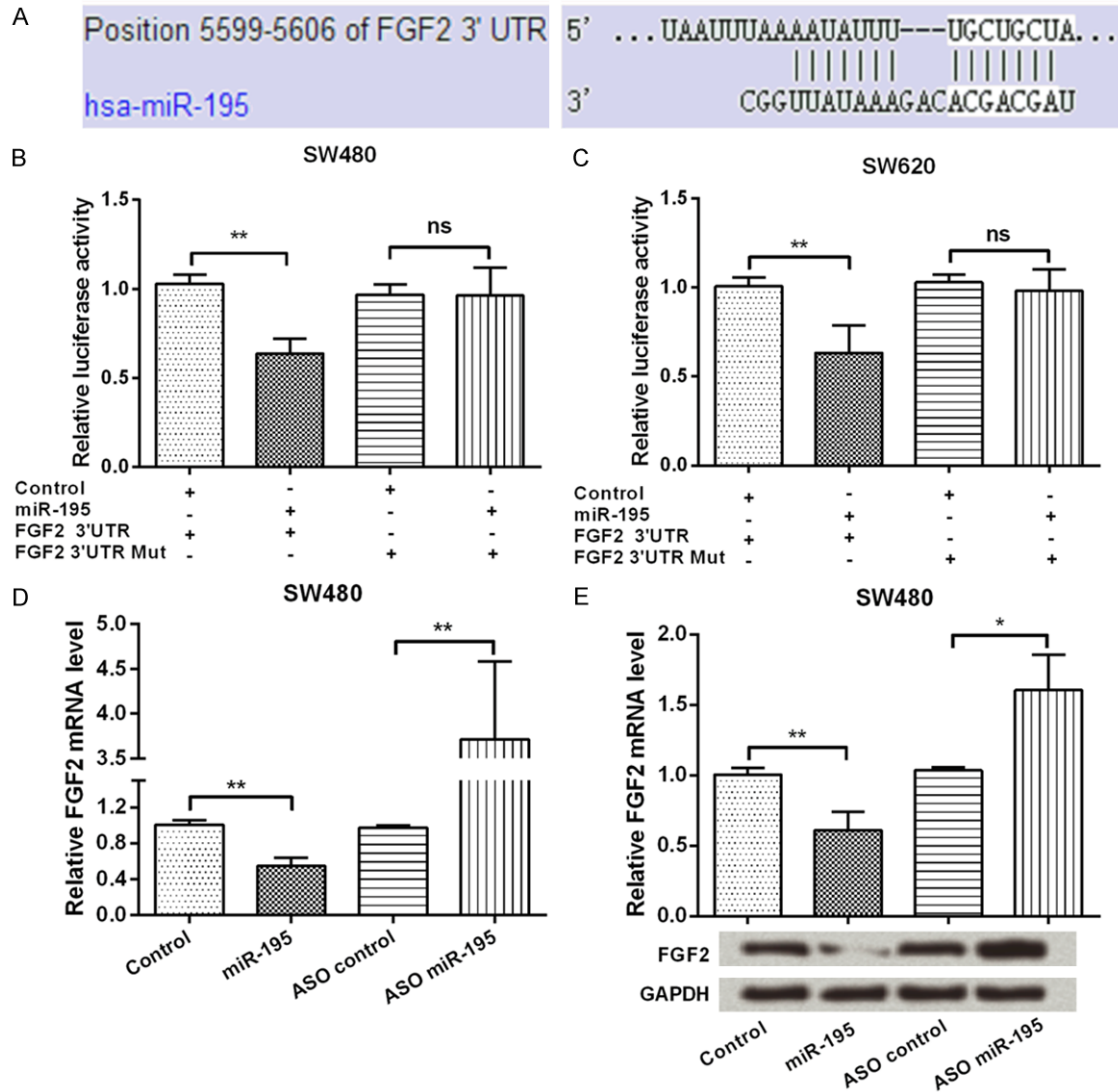 A
Position 5599-5606 of FGF2 3' UTR
hsa-miR-195
5' ...UAAUUUAAAAUAUUU---UGCUGCUA...
3' CGGUUAUAAAGACACGACGAU
B
SW480
Relative luciferase activity
1.5
1.0
0.5
0.0
**
ns
Control + - + -
miR-195 - + - +
FGF2 3'UTR + + - -
FGF2 3'UTR Mut - - + +
C
SW620
Relative luciferase activity
1.5
1.0
0.5
0.0
**
ns
Control + - + -
miR-195 - + - +
FGF2 3'UTR + + - -
FGF2 3'UTR Mut - - + +
D
SW480
Relative FGF2 mRNA level
5.0
4.5
4.0
3.5
1.2
0.8
0.4
0.0
**
**
Control
miR-195
ASO control
ASO miR-195
E
SW480
Relative FGF2 mRNA level
2.0
1.5
1.0
0.5
0.0
**
*
FGF2
GAPDH
Control
miR-195
ASO control
ASO miR-195